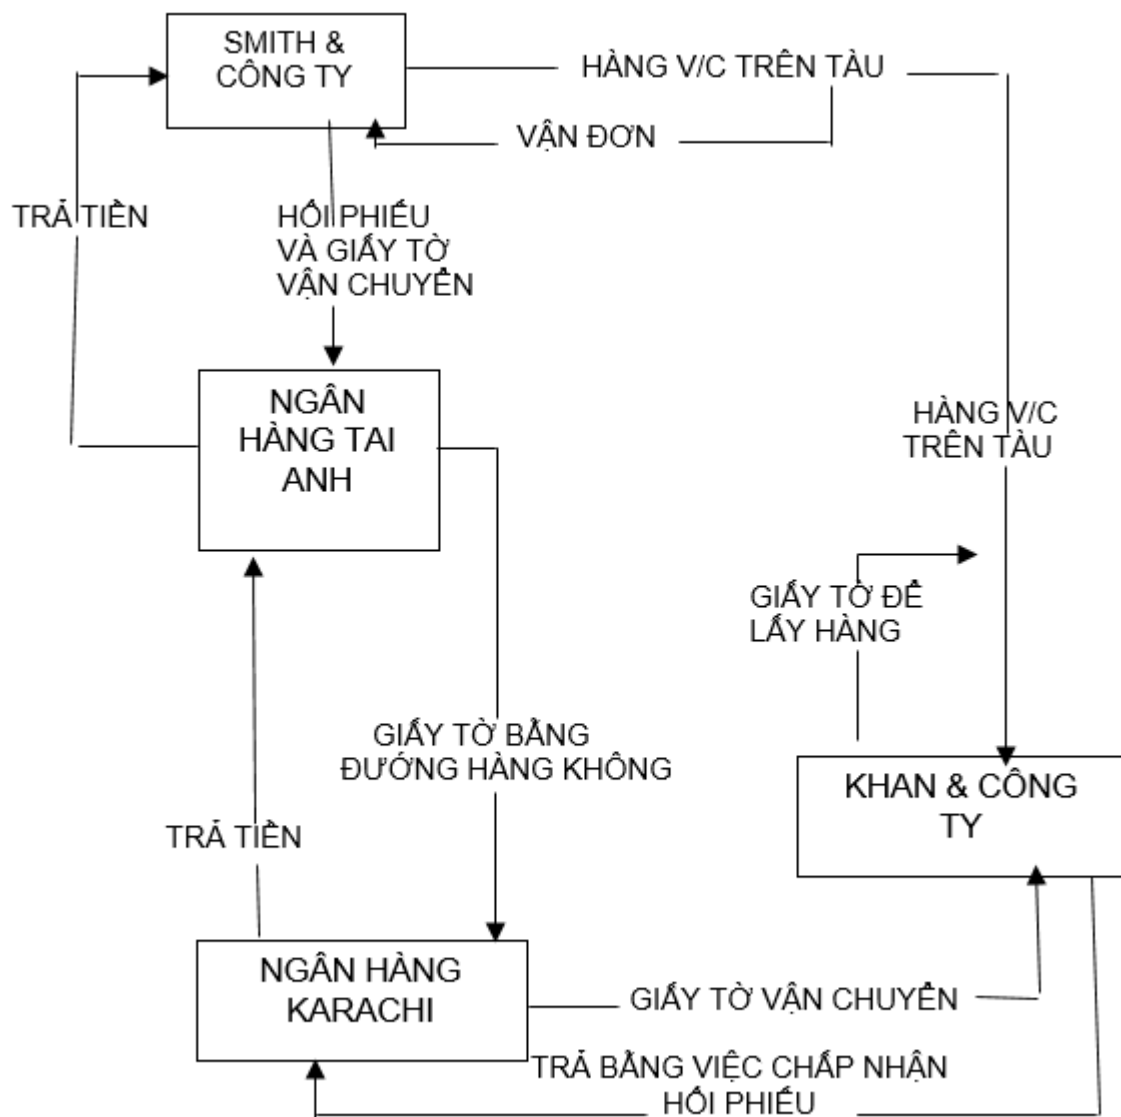 SMITH &
CÔNG TY
HÀNG V/C TRÊN TÀU
VẬN ĐƠN
TRẢ TIỀN
HỐI PHIẾU
VÀ GIẤY TỜ
VẬN CHUYỂN
NGÂN
HÀNG TAI
ANH
HÀNG V/C
TRÊN TÀU
GIẤY TỜ ĐỂ
LẤY HÀNG
GIẤY TỜ BẰNG
ĐƯỚNG HÀNG KHÔNG
KHAN & CÔNG
TY
TRẢ TIỀN
NGÂN HÀNG
KARACHI
GIẤY TỜ VẬN CHUYỂN
TRẢ BẰNG VIỆC CHẤP NHẬN
HỐI PHIẾU